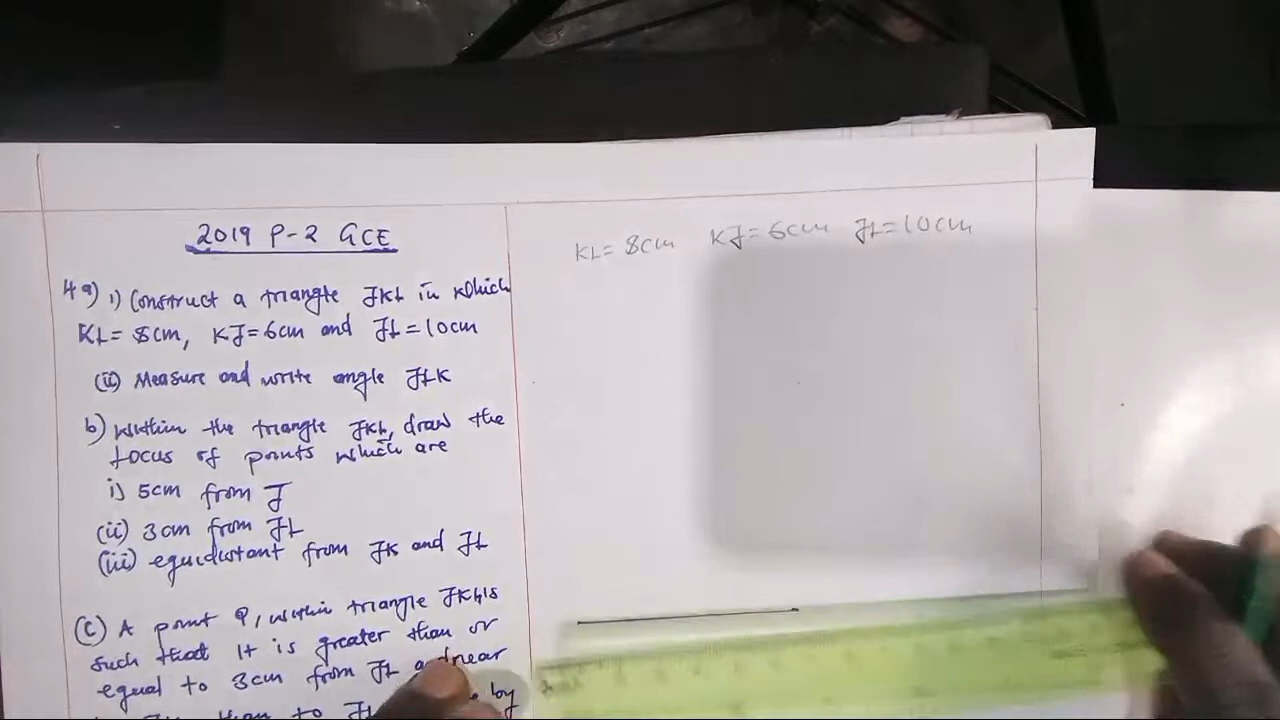 2019 P-2 GCE
4a) i) Construct a triangle JKL in which
KL= 8cm, KJ=6cm and JL=10cm
(ii) Measure and write angle JLK
b) Within the triangle JKL, draw the
locus of points which are
i) 5cm from J
(ii) 3cm from JL
(iii) equidistant from JK and JL
(c) A point Q, within triangle JKL, is
such that it is greater than or
equal to 3cm from JL near
than to by
KL= 8cm KJ=6cm JL=10cm